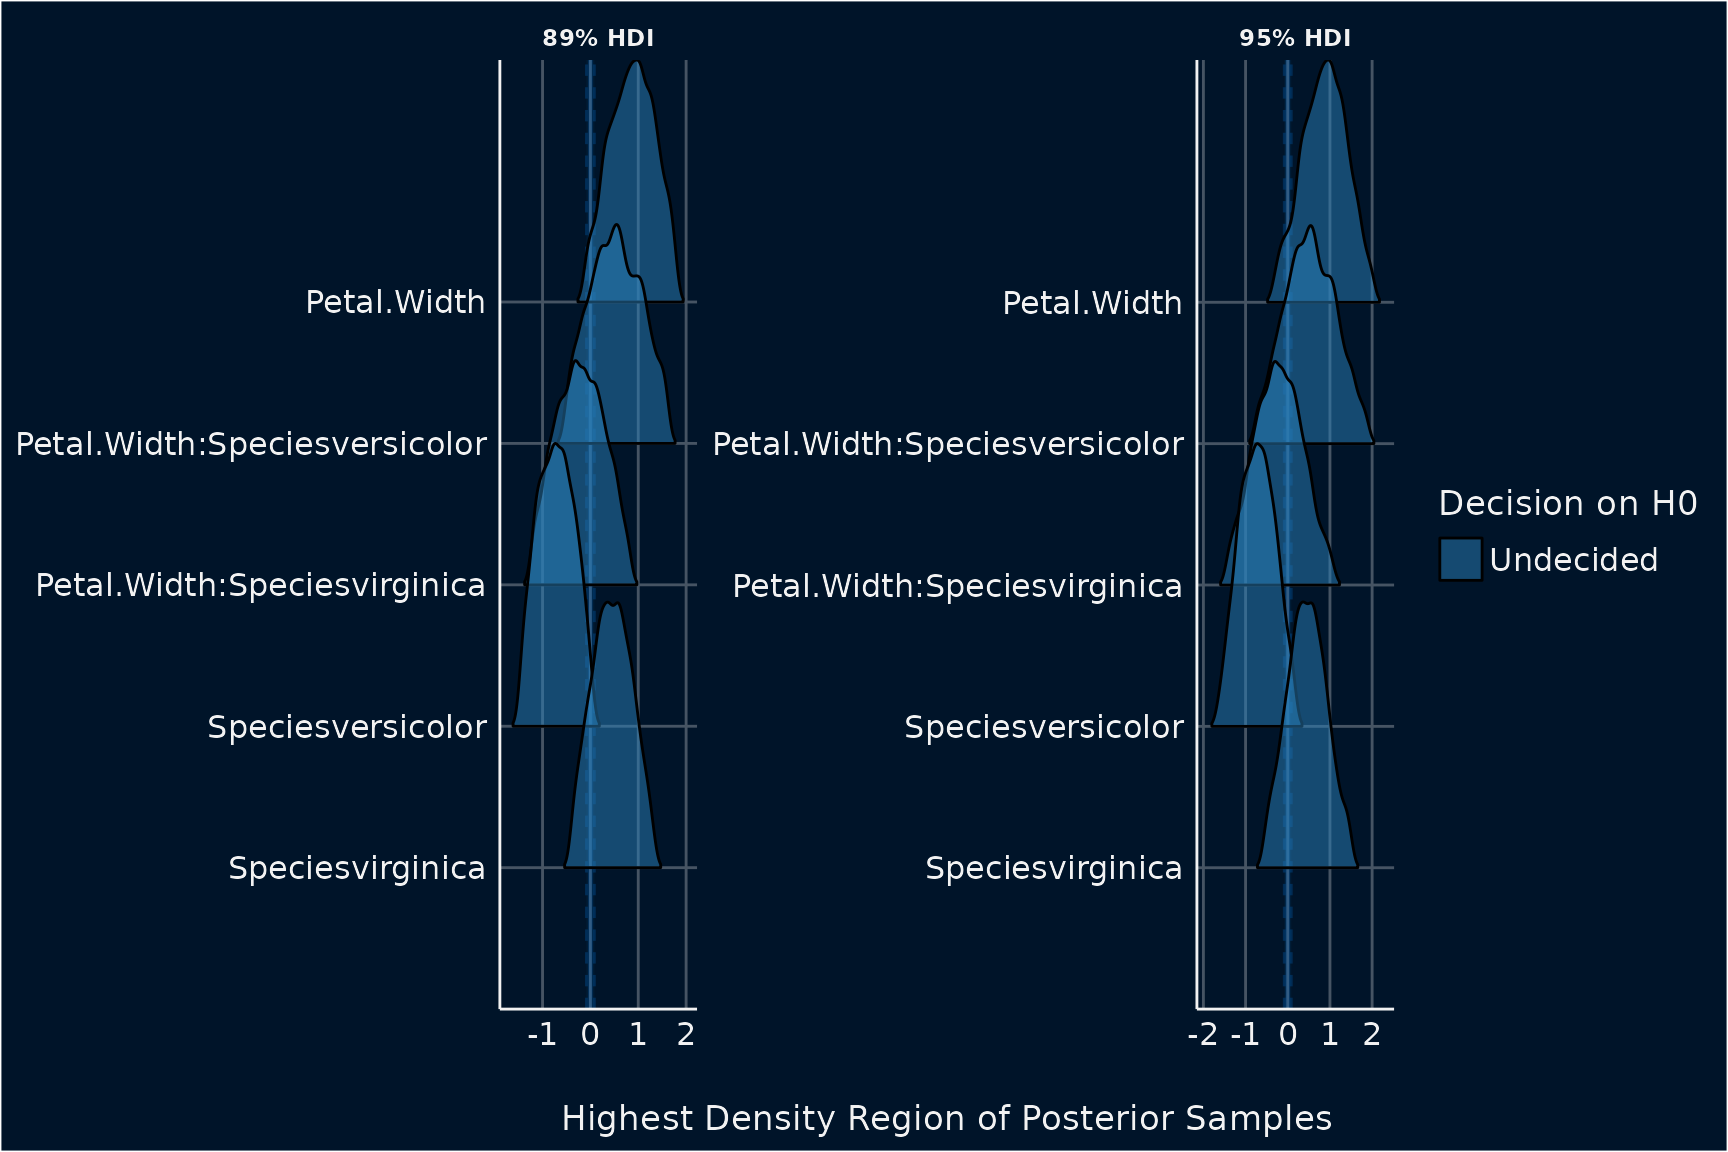 89% HDI
Petal.Width
Petal.Width:Speciesversicolor
Petal.Width:Speciesvirginica
Speciesversicolor
Speciesvirginica
-1 0 1 2
95% HDI
Petal.Width
Petal.Width:Speciesversicolor
Petal.Width:Speciesvirginica
Speciesversicolor
Speciesvirginica
-2 -1 0 1 2
Decision on H0
Undecided
Highest Density Region of Posterior Samples